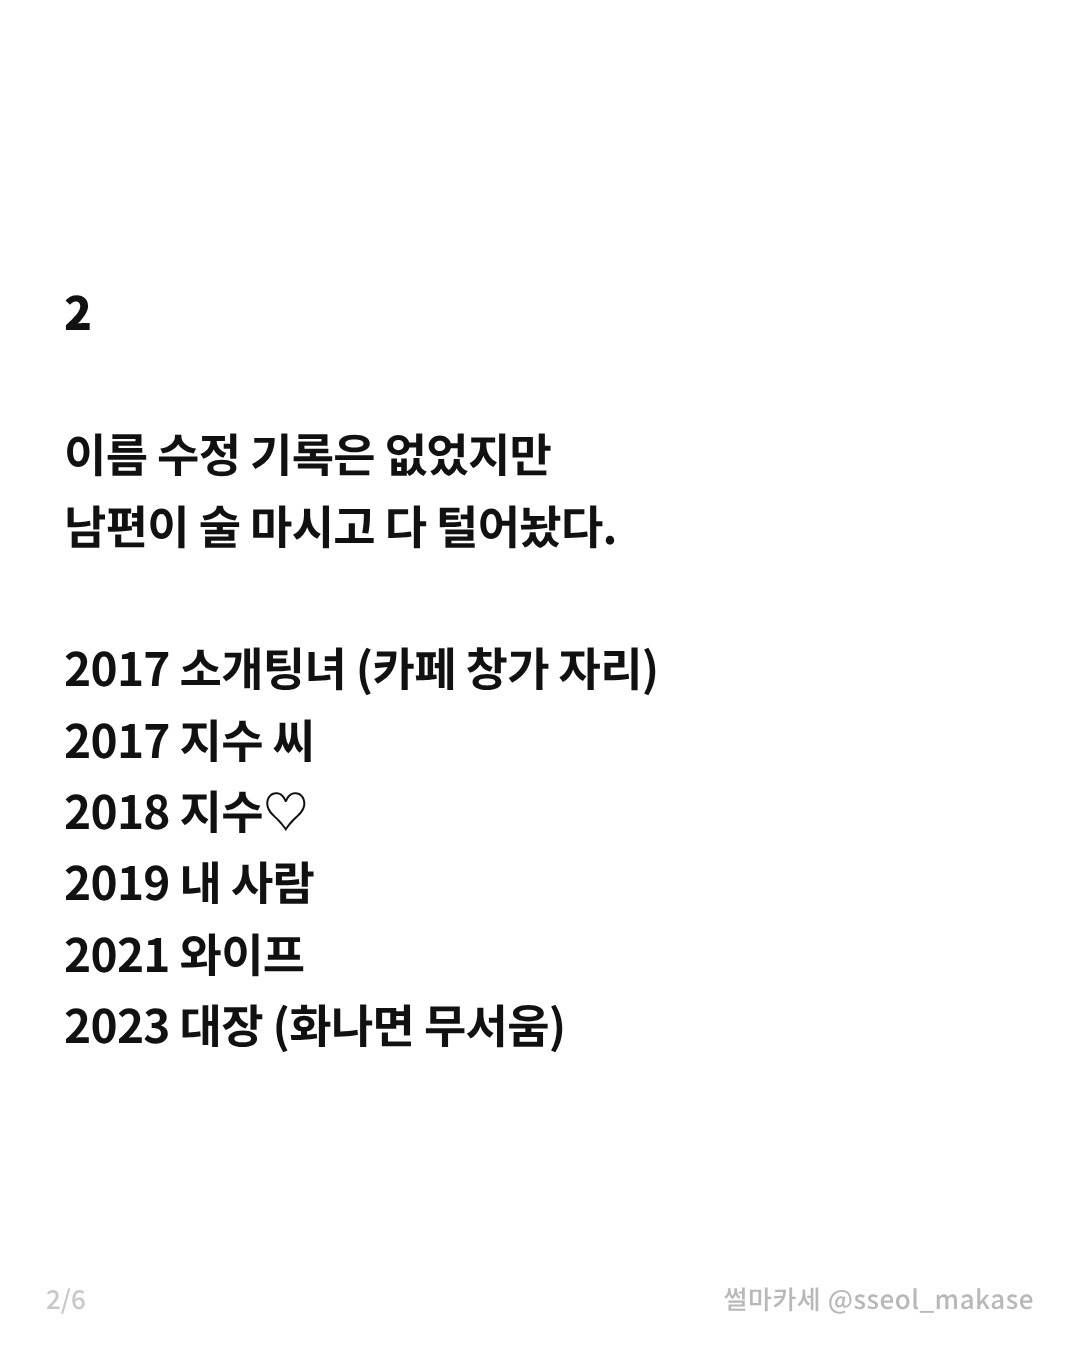 2
이름 수정 기록은 없었지만
남편이 술 마시고 다 털어놨다.
2017 소개팅녀 (카페 창가 자리)
2017 지수 씨
2018 지수♡
2019 내 사람
2021 와이프
2023 대장 (화나면 무서움)
2/6
썰마카세 @sseol_makase